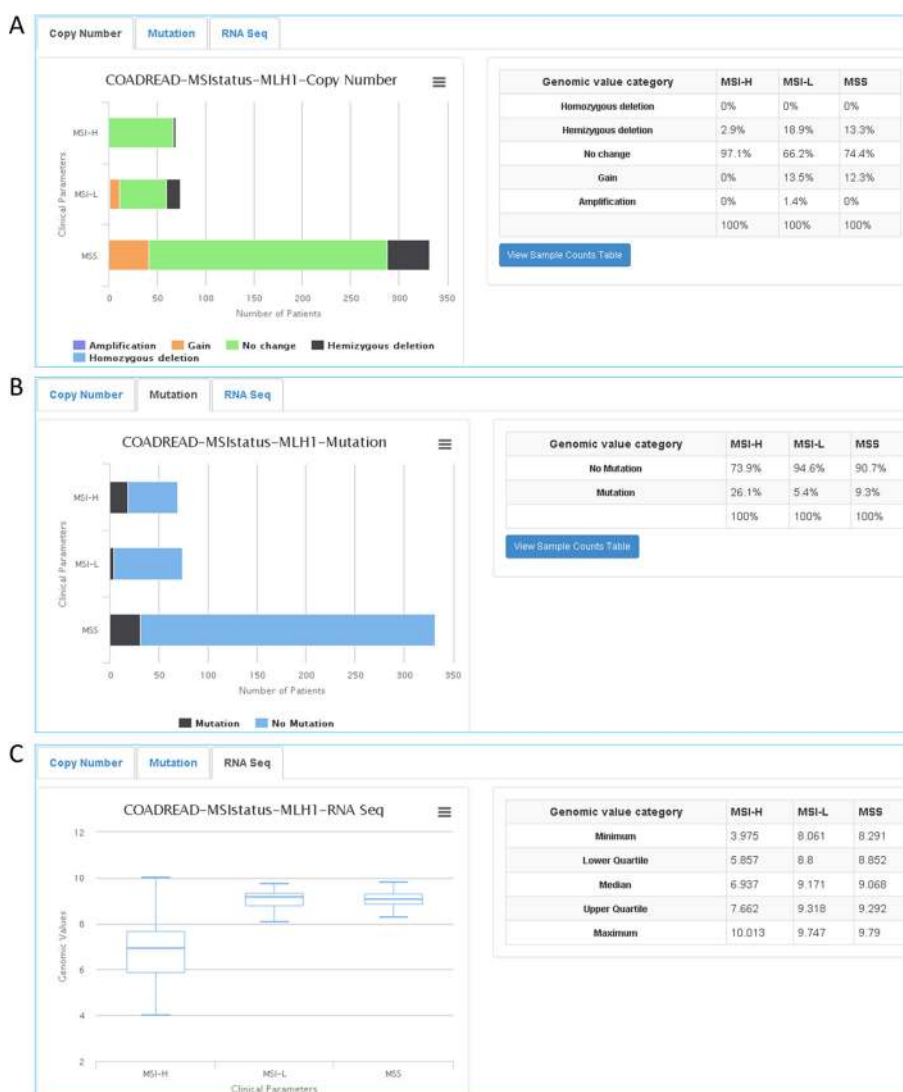 A
Copy Number Mutation RNA Seq
COADREAD-MSIstatus-MLH1-Copy Number
MSI-H
MSI-L
MSS
Clinical Parameters
0 50 100 150 200 250 300 350
Number of Patients
Amplification Gain No change Hemizygous deletion
Homozygous deletion
Genomic value category MSI-H MSI-L MSS
Homozygous deletion 0% 0% 0%
Hemizygous deletion 2.9% 18.9% 13.3%
No change 97.1% 66.2% 74.4%
Gain 0% 13.5% 12.3%
Amplification 0% 1.4% 0%
100% 100% 100%
View Sample Counts Table
B
Copy Number Mutation RNA Seq
COADREAD-MSIstatus-MLH1-Mutation
MSI-H
MSI-L
MSS
Clinical Parameters
0 50 100 150 200 250 300 350
Number of Patients
Mutation No Mutation
Genomic value category MSI-H MSI-L MSS
No Mutation 73.9% 94.6% 90.7%
Mutation 26.1% 5.4% 9.3%
100% 100% 100%
View Sample Counts Table
C
Copy Number Mutation RNA Seq
COADREAD-MSIstatus-MLH1-RNA Seq
12
10
8
6
4
2
Genomic Values
MSI-H MSI-L MSS
Clinical Parameters
Genomic value category MSI-H MSI-L MSS
Minimum 3.975 8.061 8.291
Lower Quartile 5.857 8.8 8.852
Median 6.937 9.171 9.068
Upper Quartile 7.662 9.318 9.292
Maximum 10.013 9.747 9.79